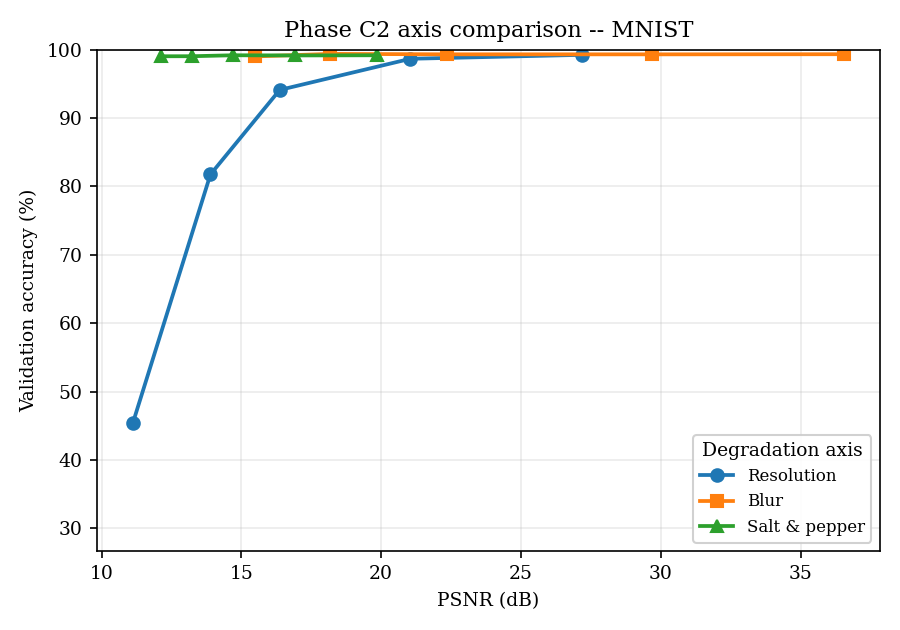 Phase C2 axis comparison -- MNIST
Validation accuracy (%)
100
90
80
70
60
50
40
30
10
15
20
25
30
35
PSNR (dB)
Degradation axis
Resolution
Blur
Salt & pepper